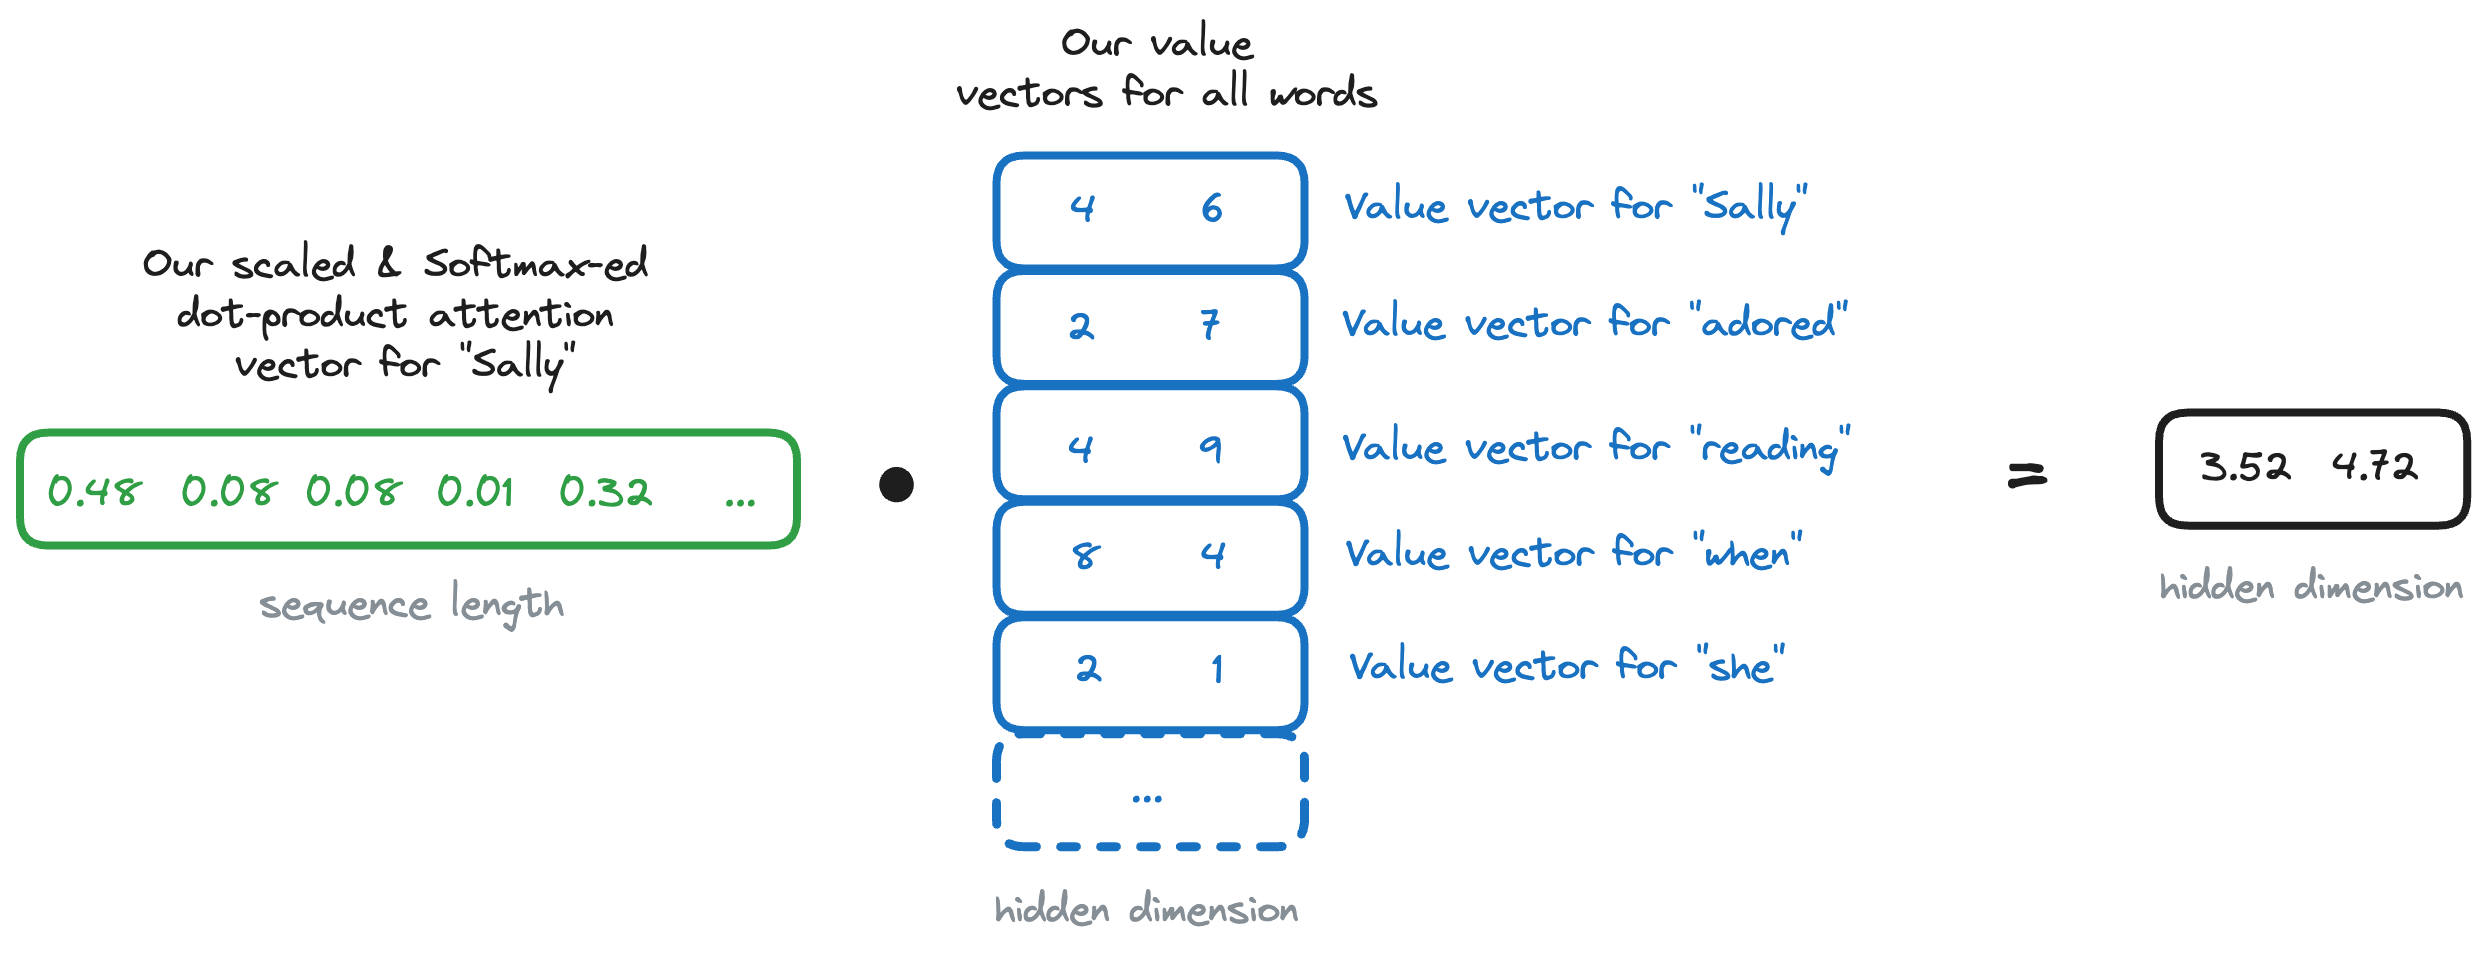 Our value
vectors for all words
Our scaled & Softmax-ed
dot-product attention
vector for "Sally"
0.48 0.08 0.08 0.01 0.32 ...
sequence length
4 6
Value vector for "Sally"
2 7
Value vector for "adored"
4 9
Value vector for "reading"
8 4
Value vector for "when"
2 1
Value vector for "she"
...
hidden dimension
=
3.52 4.72
hidden dimension